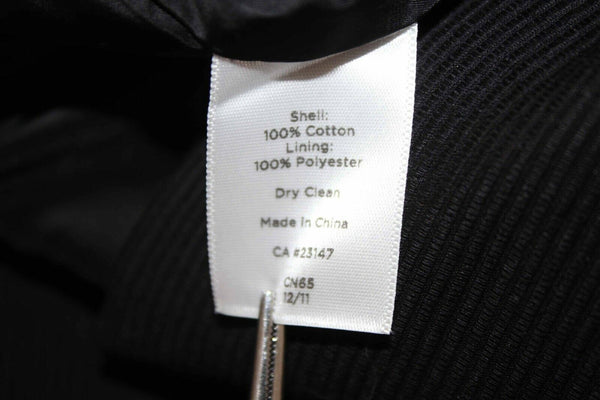 Shell:
100% Cotton
Lining:
100% Polyester
Dry Clean
Made in China
CA #23147
CN65
12/11